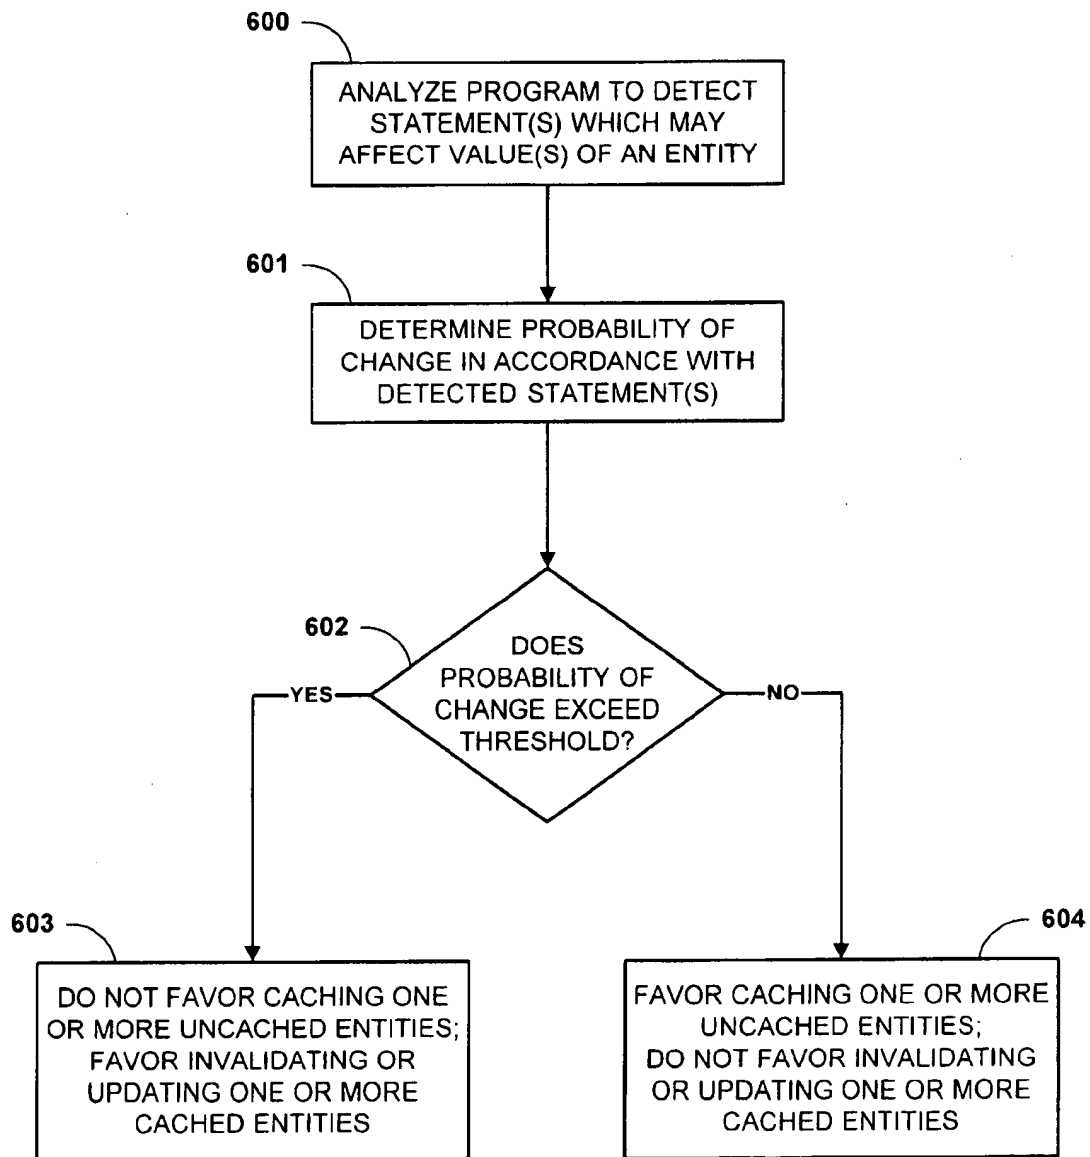 600
ANALYZE PROGRAM TO DETECT
STATEMENT(S) WHICH MAY
AFFECT VALUE(S) OF AN ENTITY
601
DETERMINE PROBABILITY OF
CHANGE IN ACCORDANCE WITH
DETECTED STATEMENT(S)
602
DOES
PROBABILITY OF
CHANGE EXCEED
THRESHOLD?
YES
NO
603
DO NOT FAVOR CACHING ONE
OR MORE UNCACHED ENTITIES;
FAVOR INVALIDATING OR
UPDATING ONE OR MORE
CACHED ENTITIES
604
FAVOR CACHING ONE OR MORE
UNCACHED ENTITIES;
DO NOT FAVOR INVALIDATING
OR UPDATING ONE OR MORE
CACHED ENTITIES